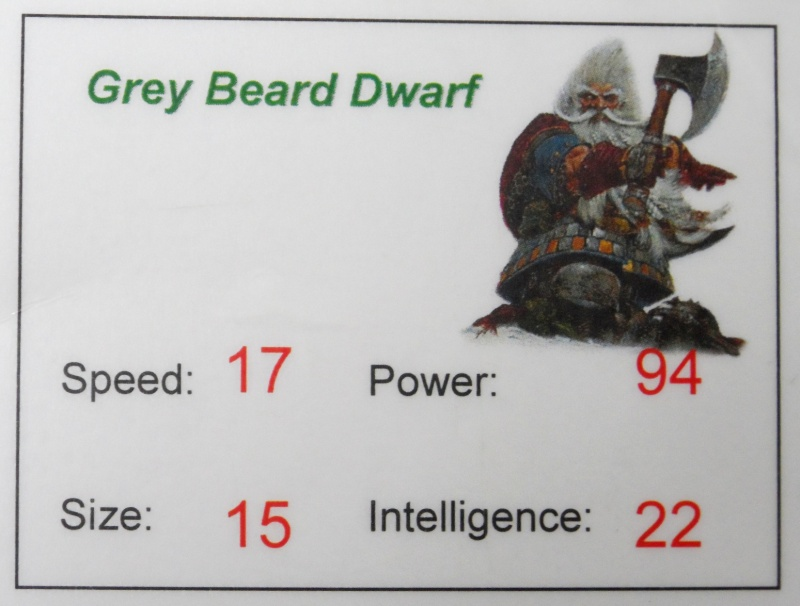 Grey Beard Dwarf
Speed: 17 Power: 94
Size: 15 Intelligence: 22